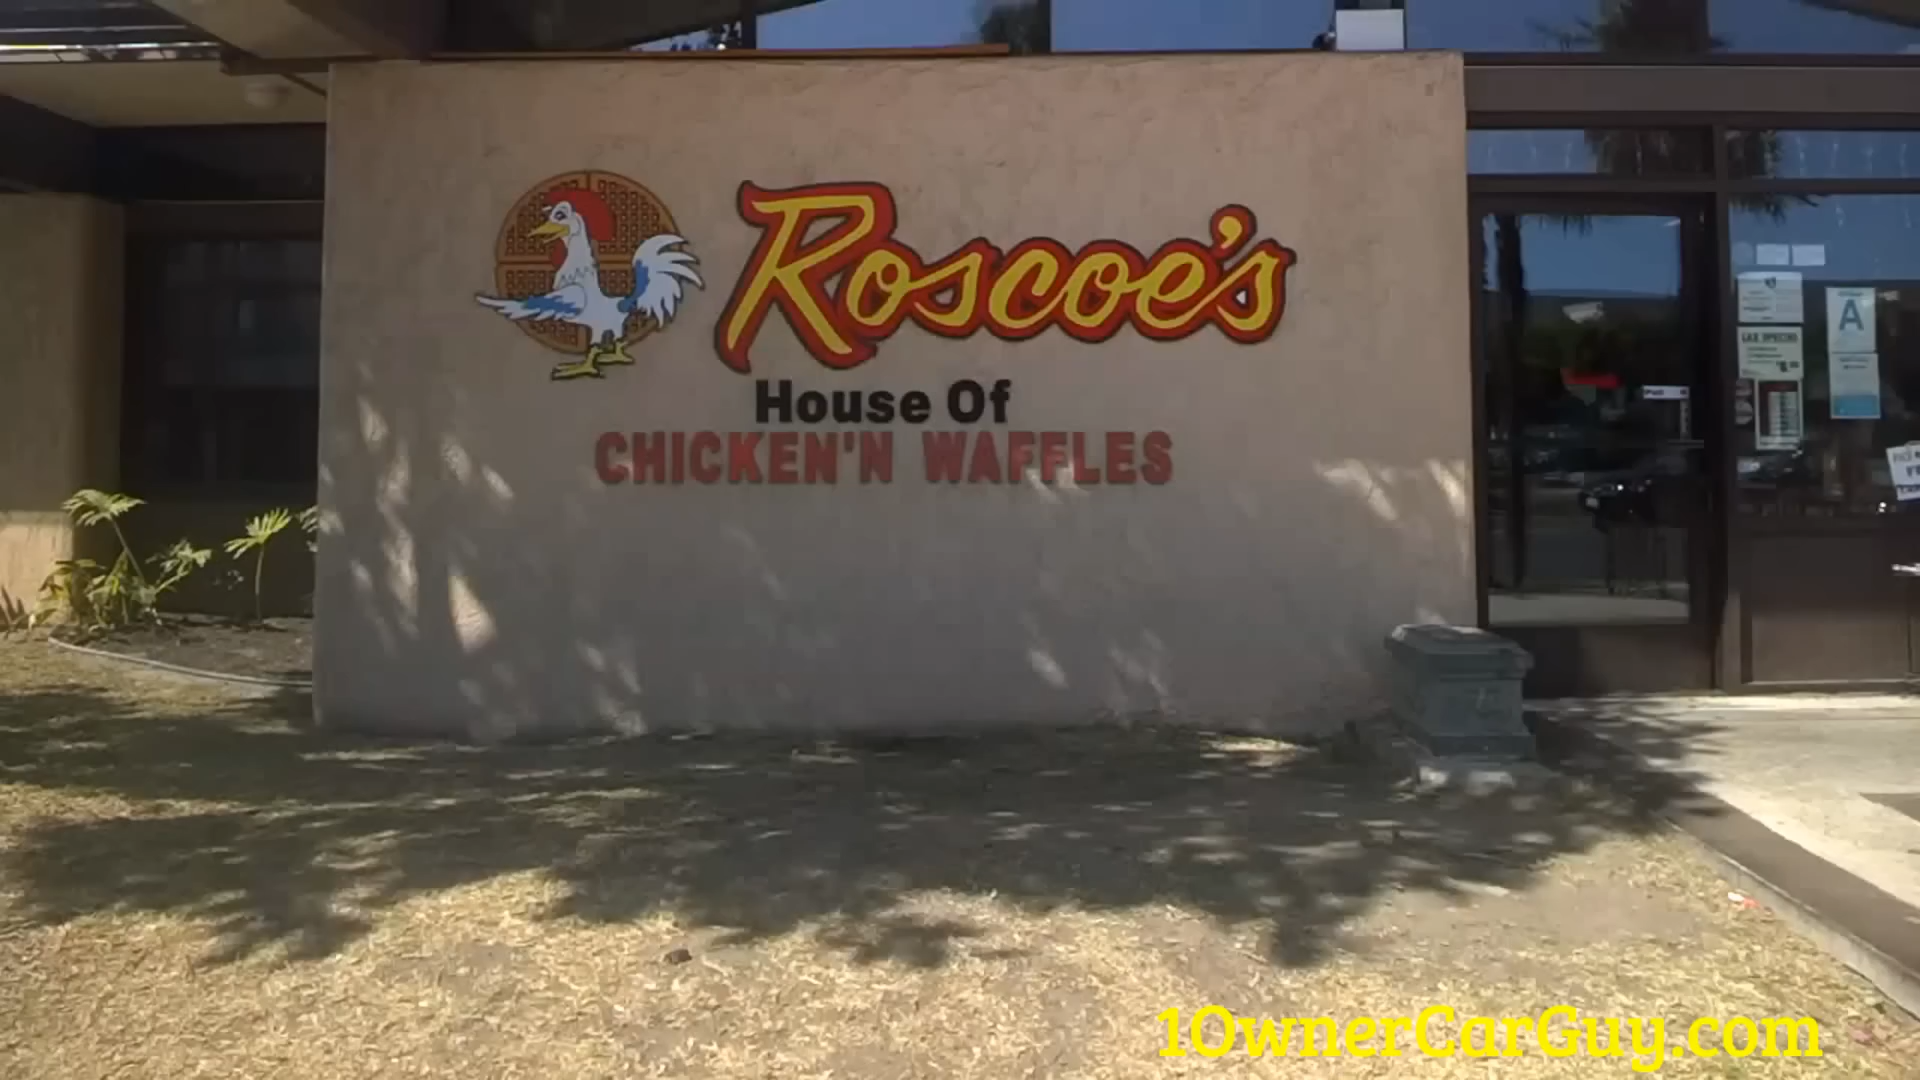 Roscoe's
House Of
CHICKEN'N WAFFLES
A
1OwnerCarGuy.com